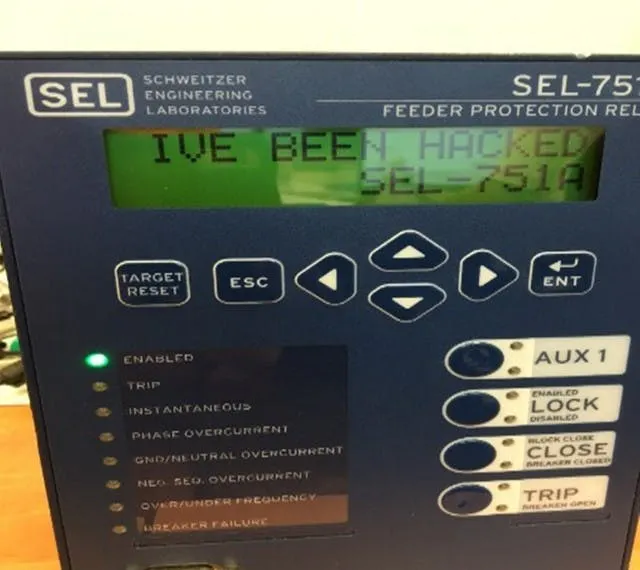 SEL
SCHWEITZER
ENGINEERING
LABORATORIES
SEL-751
FEEDER PROTECTION REL
IVE BEEN HACKED
SEL-751A
TARGET
RESET
ESC
ENT
ENABLED
TRIP
INSTANTANEOUS
PHASE OVERCURRENT
GND/NEUTRAL OVERCURRENT
NEG. SEQ. OVERCURRENT
OVER/UNDER FREQUENCY
BREAKER FAILURE
AUX 1
ENABLED
LOCK
DISABLED
BLOCK CLOSE
CLOSE
BREAKER CLOSED
TRIP
BREAKER OPEN